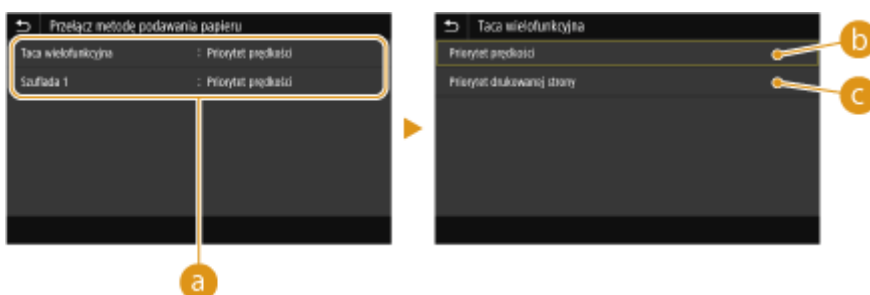 Przełącz metodę podawania papieru
Taca wielofunkcyjna : Priorytet prędkości
Szuflada 1 : Priorytet prędkości
a
Taca wielofunkcyjna
Priorytet prędkości
b
Priorytet drukowanej strony
c